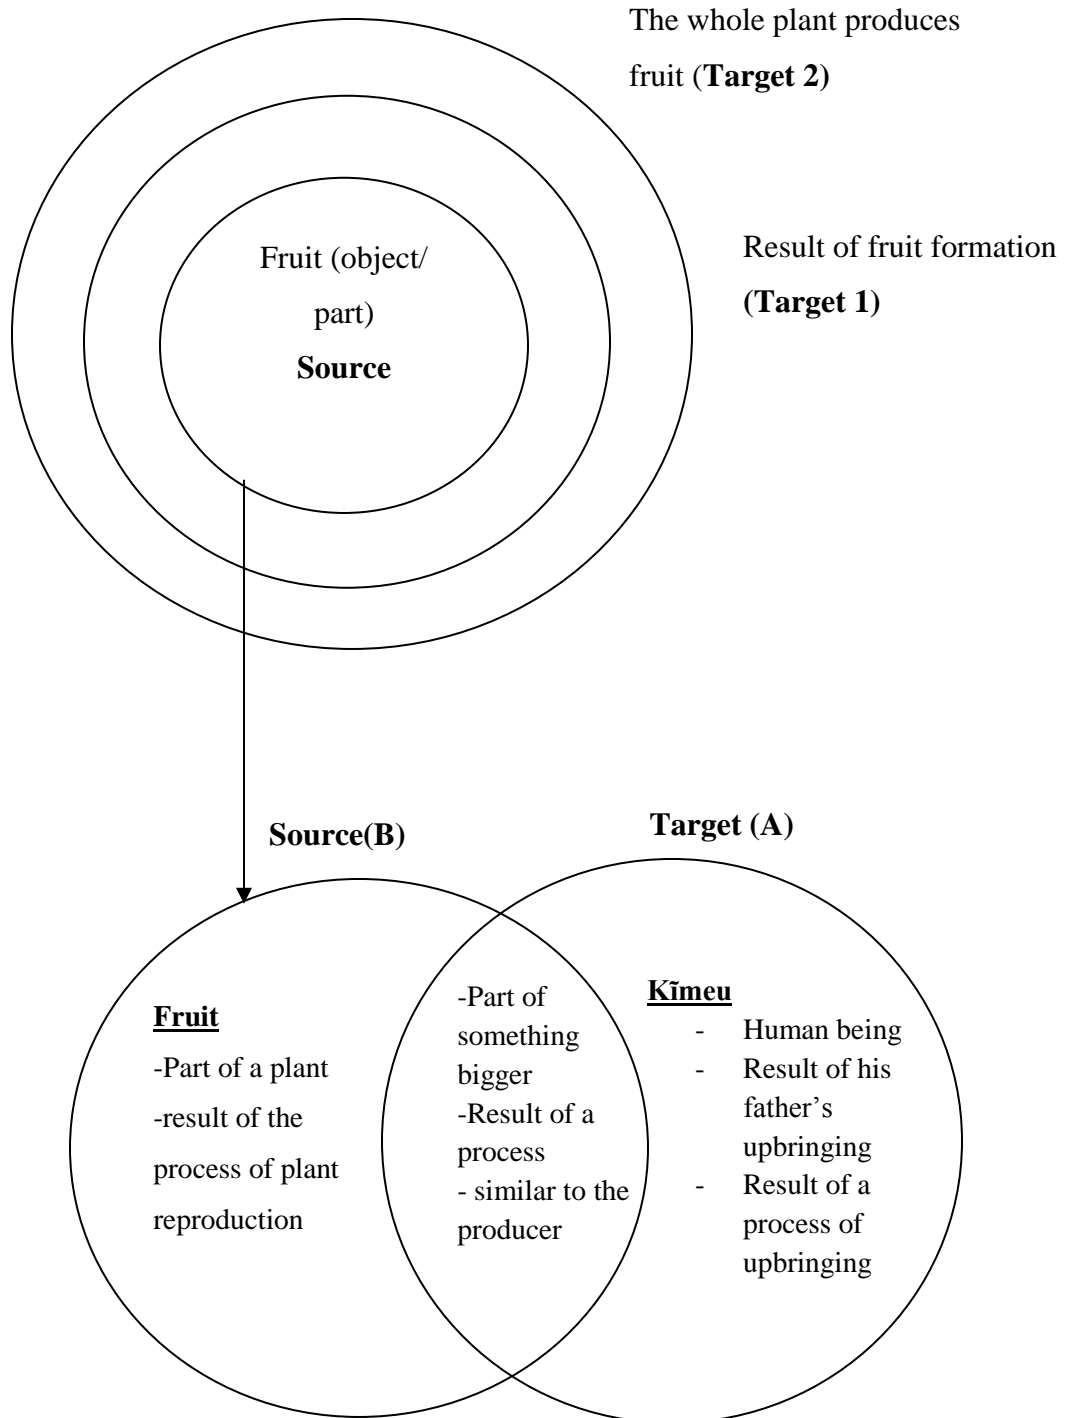 The whole plant produces
fruit (Target 2)
Fruit (object/
part)
Source
Result of fruit formation
(Target 1)
Source(B)
Target (A)
Fruit
-Part of a plant
-result of the
process of plant
reproduction
-Part of
something
bigger
-Result of a
process
- similar to the
producer
Kĩmeu
- Human being
- Result of his
father’s
upbringing
- Result of a
process of
upbringing